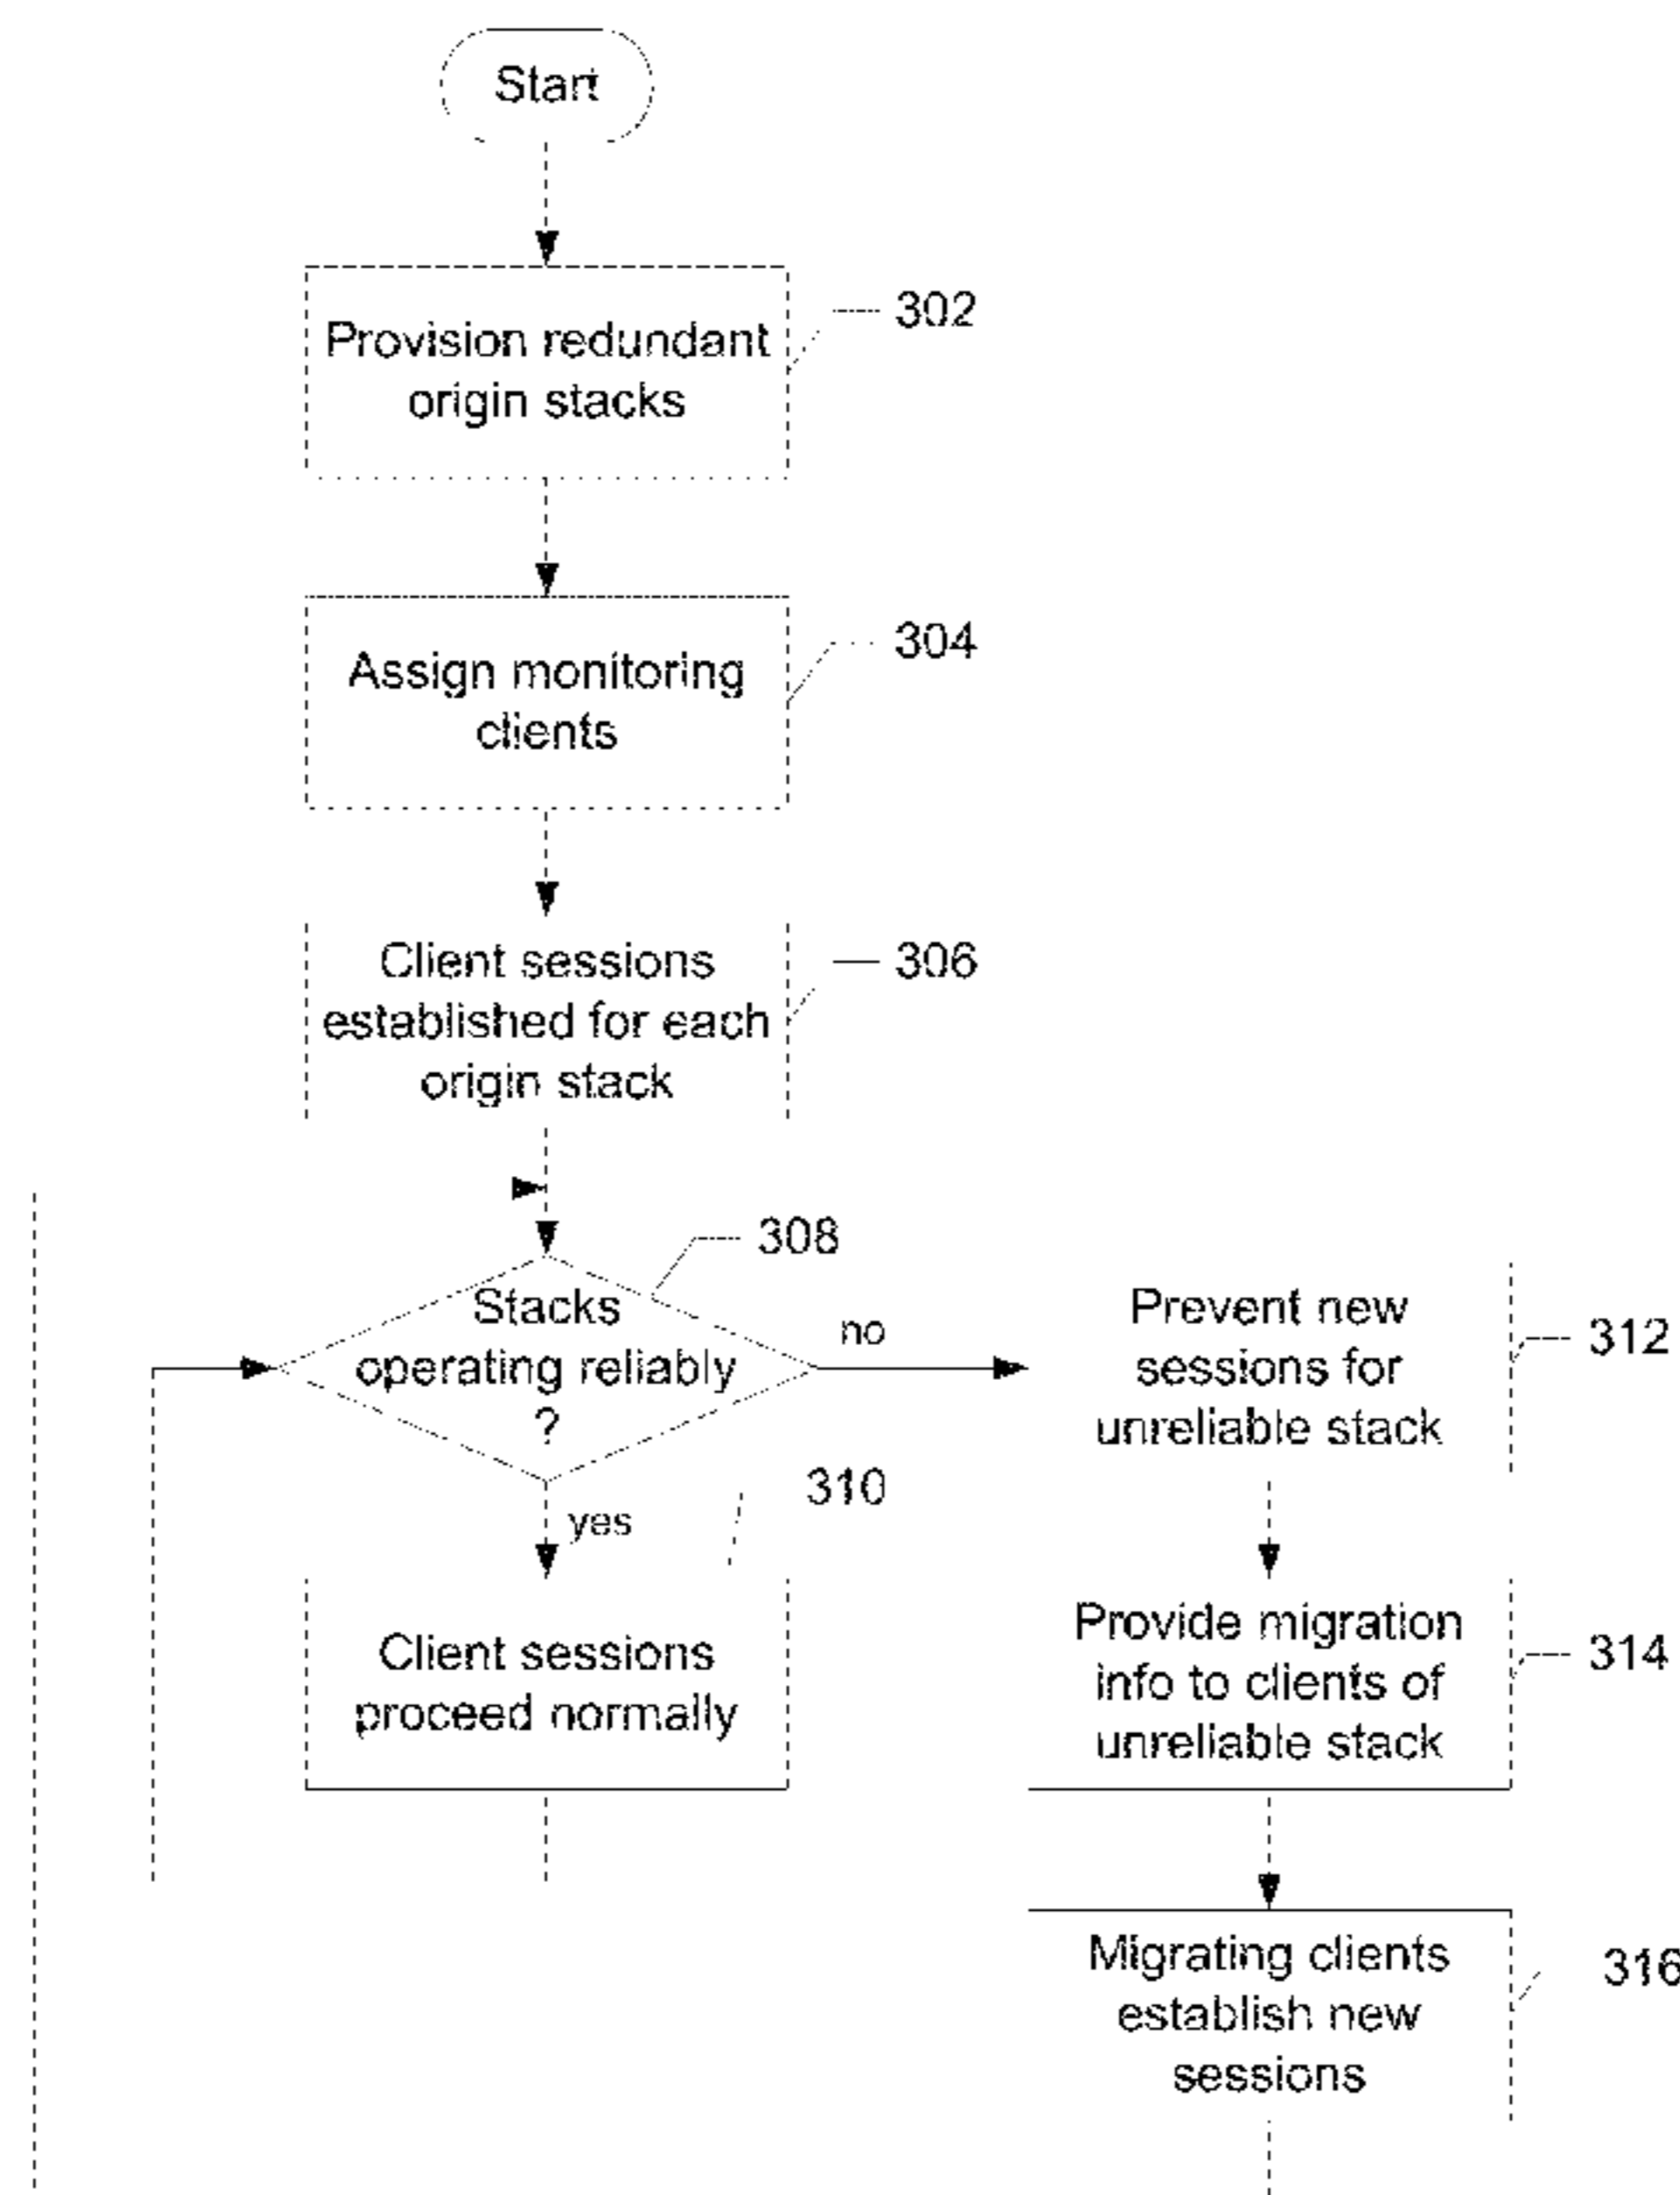 Start
Provision redundant
origin stacks
302
Assign monitoring
clients
304
Client sessions
established for each
origin stack
306
Stacks
operating reliably
?
308
no
yes
Prevent new
sessions for
unreliable stack
312
310
Client sessions
proceed normally
Provide migration
info to clients of
unreliable stack
314
Migrating clients
establish new
sessions
316